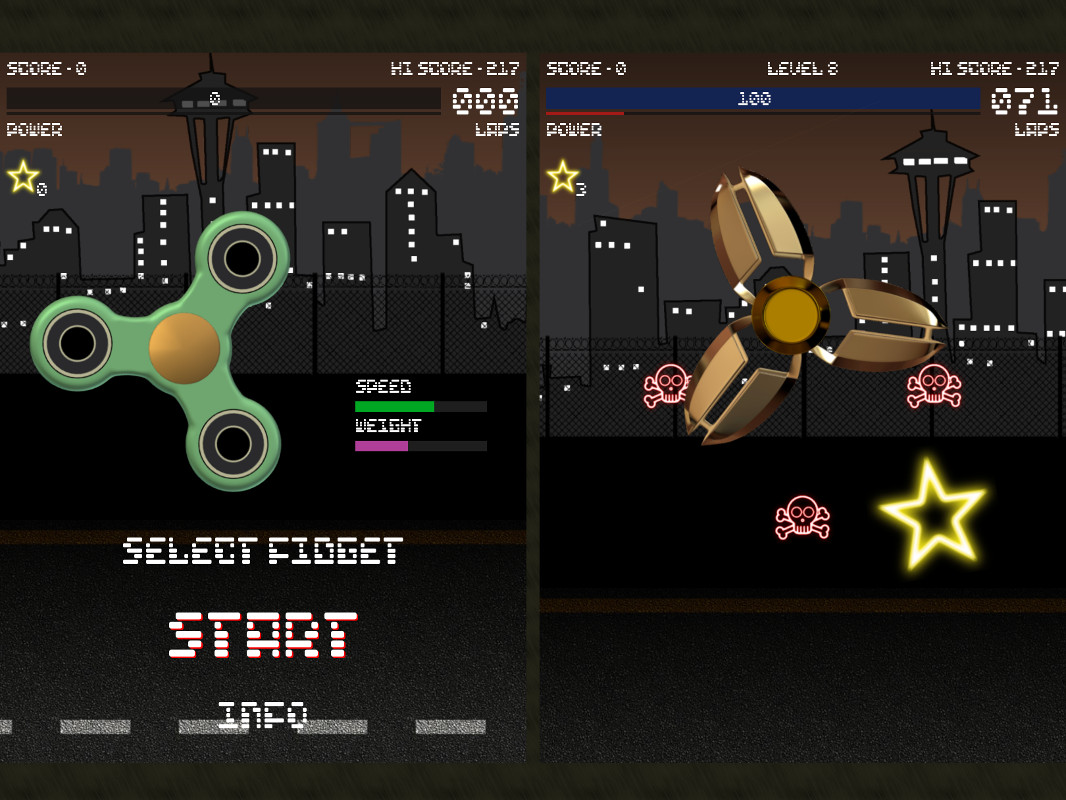 SCORE - 0 HI SCORE - 217
0 000
POWER LAPS
0
SPEED
WEIGHT
SELECT FIDGET
START
INFO
SCORE - 0 LEVEL 8 HI SCORE - 217
100 071
POWER LAPS
3